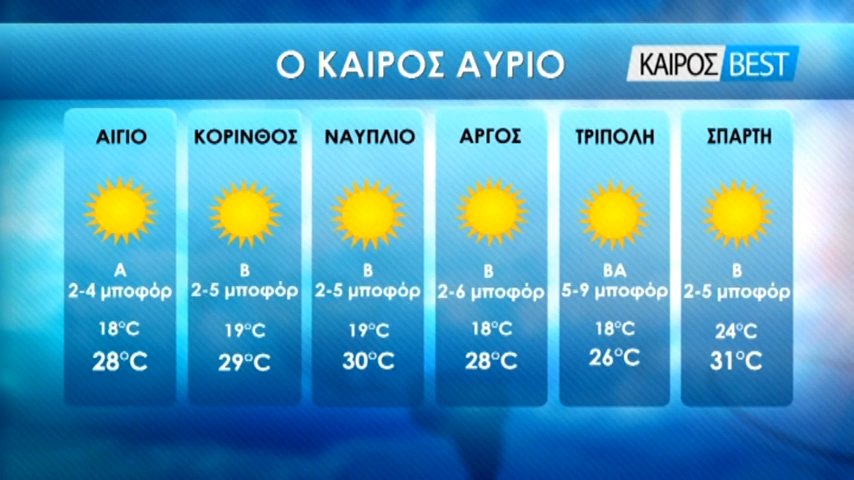 Ο ΚΑΙΡΟΣ ΑΥΡΙΟ
ΚΑΙΡΟΣ BEST
ΑΙΓΙΟ ΚΟΡΙΝΘΟΣ ΝΑΥΠΛΙΟ ΑΡΓΟΣ ΤΡΙΠΟΛΗ ΣΠΑΡΤΗ
Α Β Β Β ΒΑ Β
2-4 μποφόρ 2-5 μποφόρ 2-5 μποφόρ 2-6 μποφόρ 5-9 μποφόρ 2-5 μποφόρ
18°C 19°C 19°C 18°C 18°C 24°C
28°C 29°C 30°C 28°C 26°C 31°C